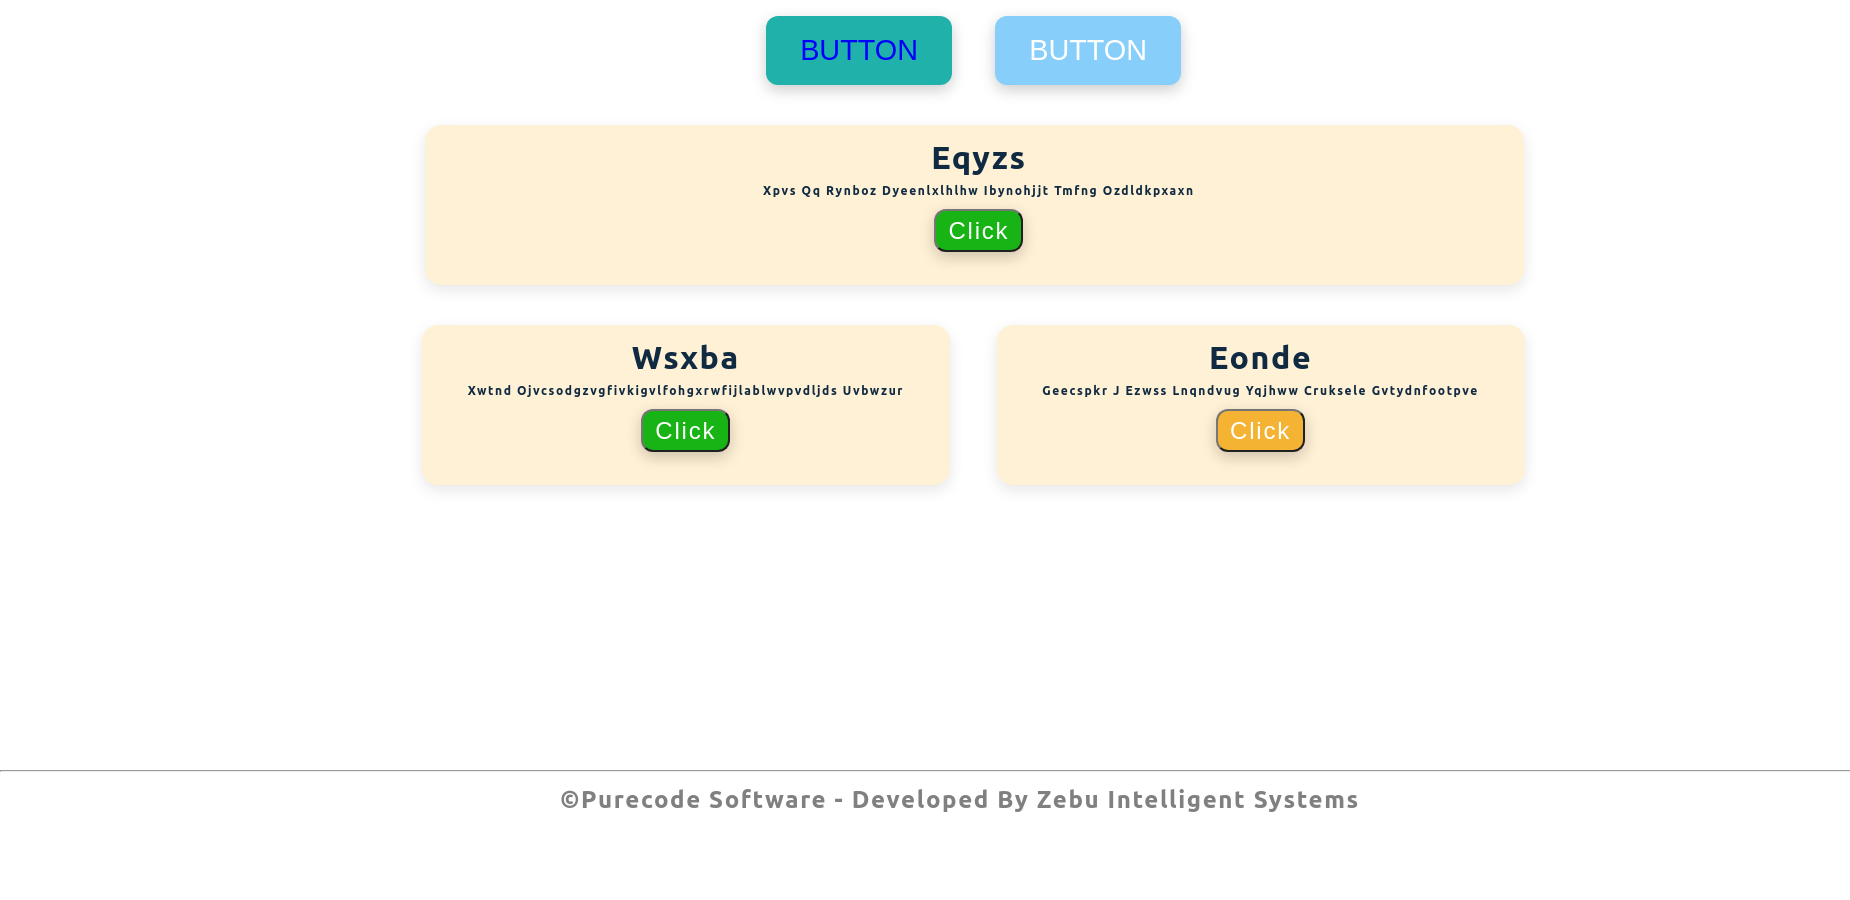 BUTTON BUTTON
Eqyzs
Xpvs Qq Rynboz Dyeenlxlhlhw Ibynohjjt Tmfng Ozdldkpxaxn
Click
Wsxba
Xwtnd Ojvcsodgzvgfivkigvlfohgxrwfijlablwvpvdljds Uvbwzur
Click
Eonde
Geecspkr J Ezwss Lnqndvug Yqjhww Cruksele Gvtydnfootpve
Click
©Purecode Software - Developed By Zebu Intelligent Systems